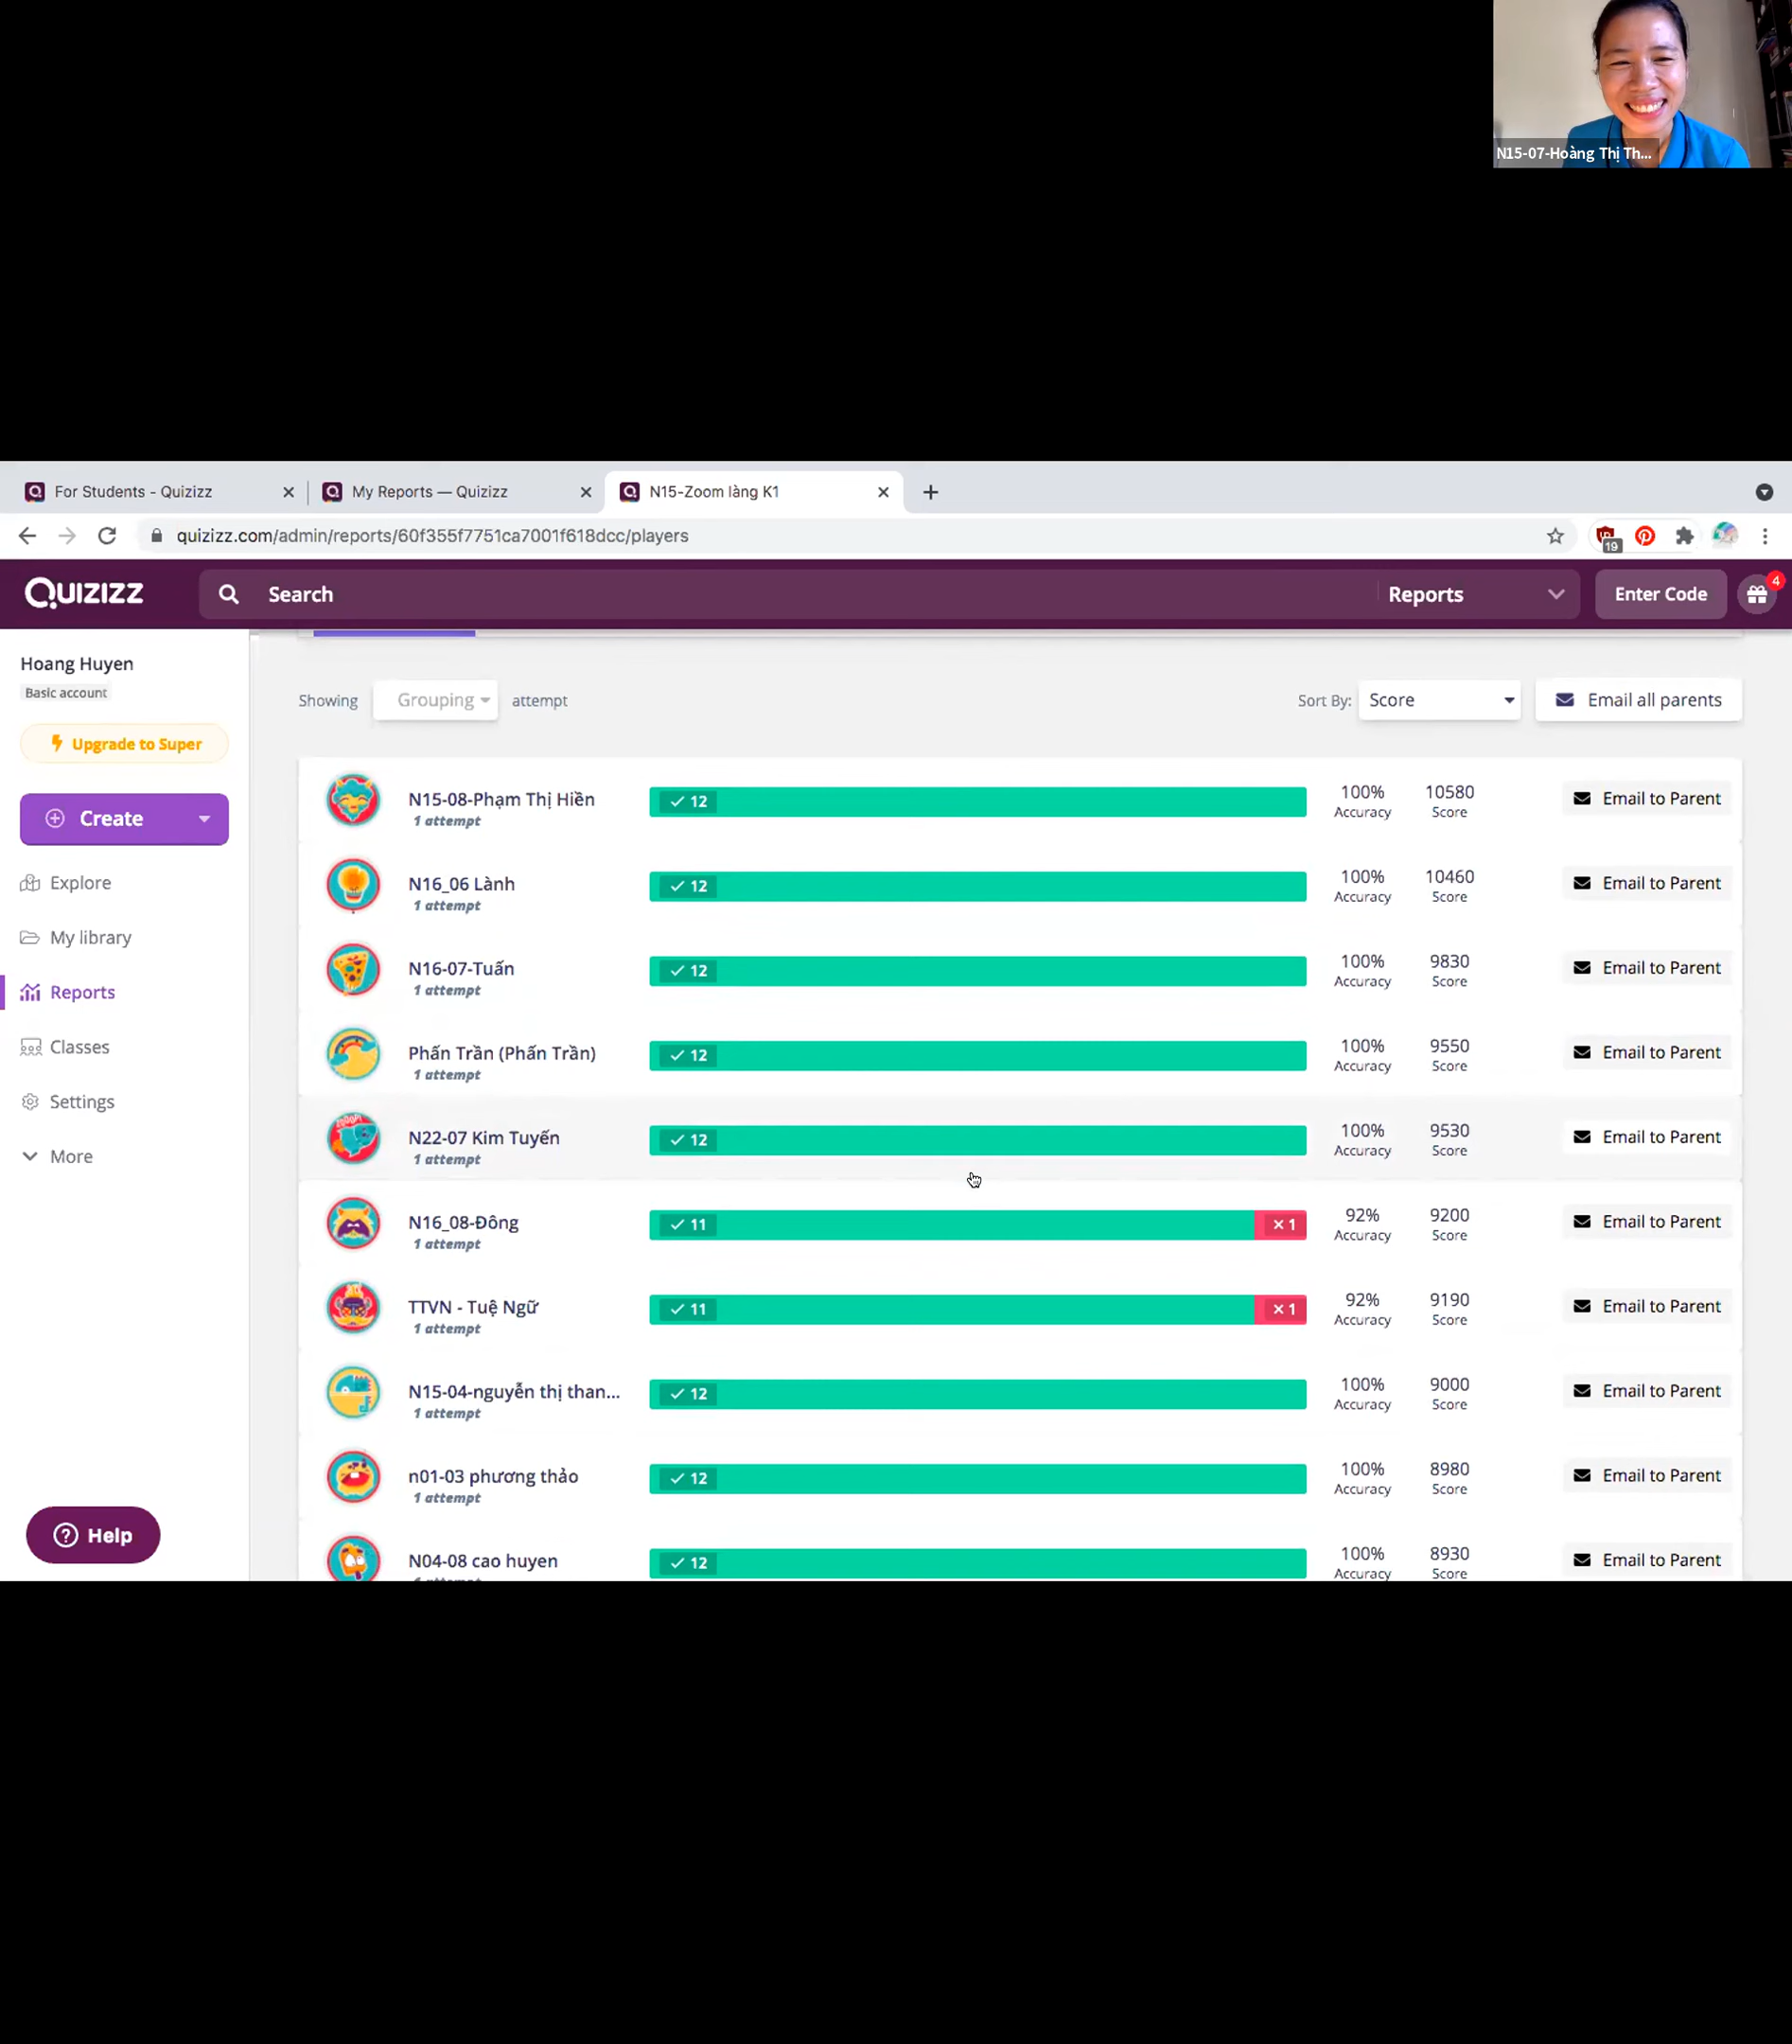 N15-07-Hoàng Thị Th...
For Students - Quizizz
My Reports — Quizizz
N15-Zoom làng K1
quizizz.com/admin/reports/60f355f7751ca7001f618dcc/players
19
QUIZIZZ
Search
Reports
Enter Code
4
Hoang Huyen
Basic account
Upgrade to Super
Create
Explore
My library
Reports
Classes
Settings
More
Help
Showing
Grouping
attempt
Sort By:
Score
Email all parents
N15-08-Phạm Thị Hiền
1 attempt
12
100%
Accuracy
10580
Score
Email to Parent
N16_06 Lành
1 attempt
12
100%
Accuracy
10460
Score
Email to Parent
N16-07-Tuấn
1 attempt
12
100%
Accuracy
9830
Score
Email to Parent
Phấn Trần (Phấn Trần)
1 attempt
12
100%
Accuracy
9550
Score
Email to Parent
N22-07 Kim Tuyến
1 attempt
12
100%
Accuracy
9530
Score
Email to Parent
N16_08-Đông
1 attempt
11
1
92%
Accuracy
9200
Score
Email to Parent
TTVN - Tuệ Ngữ
1 attempt
11
1
92%
Accuracy
9190
Score
Email to Parent
N15-04-nguyễn thị than...
1 attempt
12
100%
Accuracy
9000
Score
Email to Parent
n01-03 phương thảo
1 attempt
12
100%
Accuracy
8980
Score
Email to Parent
N04-08 cao huyen
12
100%
Accuracy
8930
Score
Email to Parent